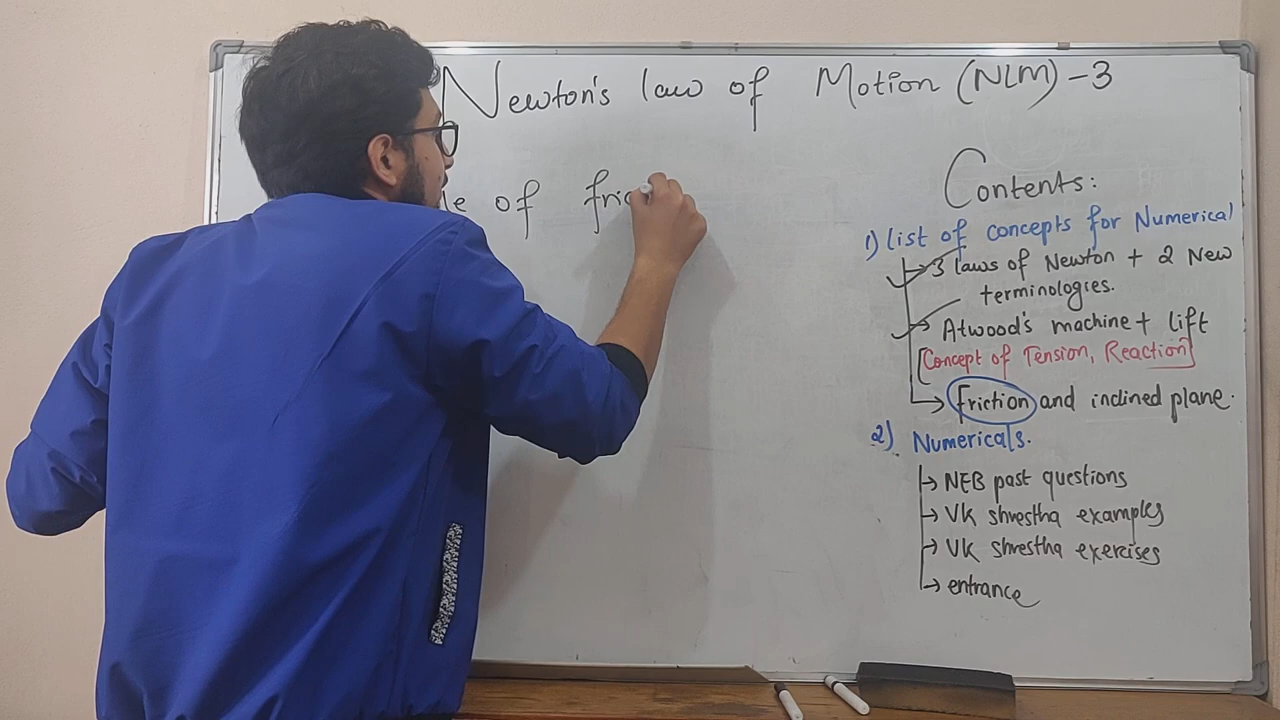 Newton's law of Motion (NLM) - 3
of
Contents:
1) List of concepts for Numerical
→ 3 laws of Newton + 2 New
terminologies.
→ Atwood's machine + lift
[Concept of Tension, Reaction]
→ friction and inclined plane.
2) Numericals.
→ NEB past questions
→ VK shrestha examples
→ VK shrestha exercises
→ entrance